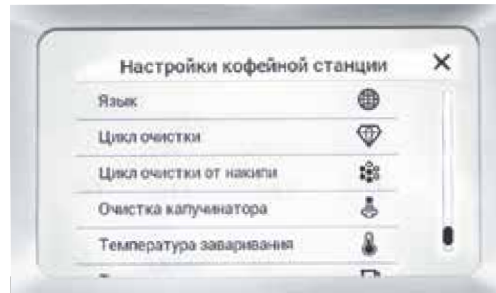 Настройки кофейной станции
Язык
Цикл очистки
Цикл очистки от накипи
Очистка капучинатора
Температура заваривания